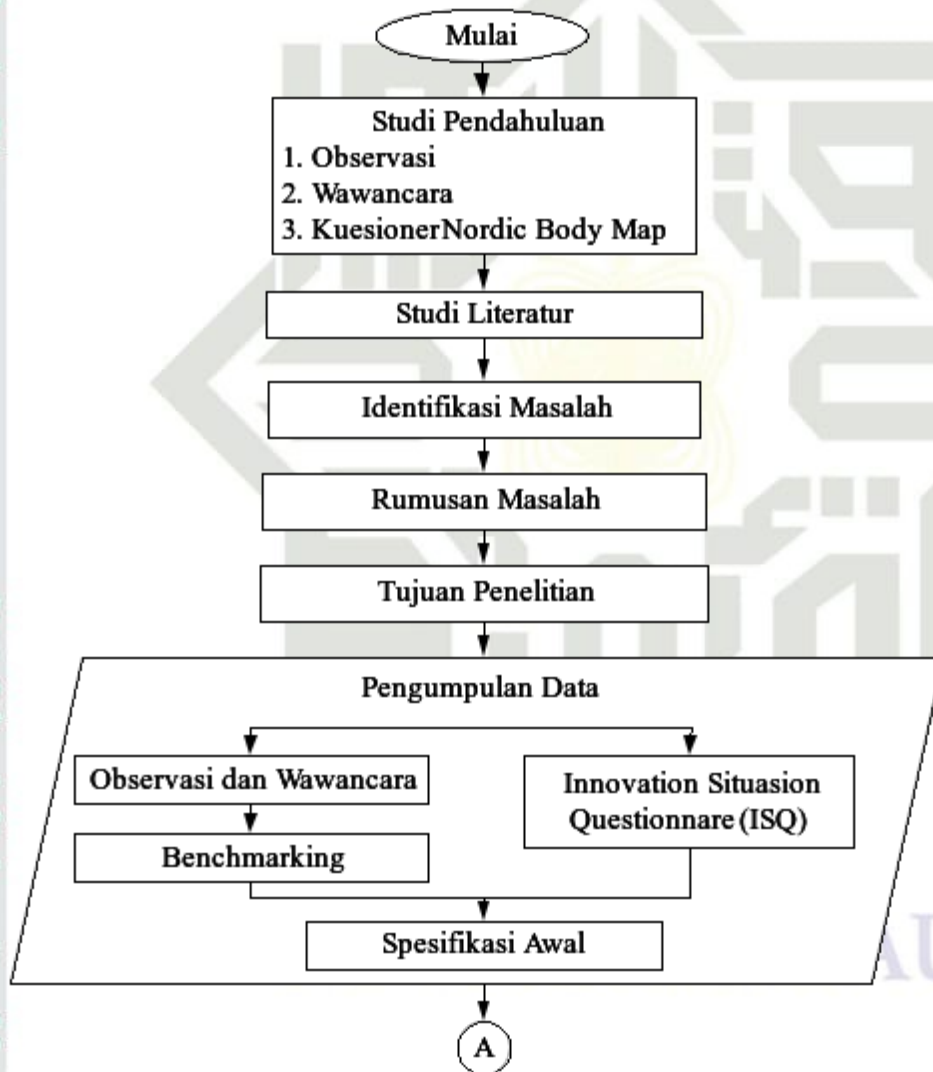 Mulai
Studi Pendahuluan
1. Observasi
2. Wawancara
3. KuesionerNordic Body Map
Studi Literatur
Identifikasi Masalah
Rumusan Masalah
Tujuan Penelitian
Pengumpulan Data
Observasi dan Wawancara
Benchmarking
Innovation Situasion
Questionnare (ISQ)
Spesifikasi Awal
A